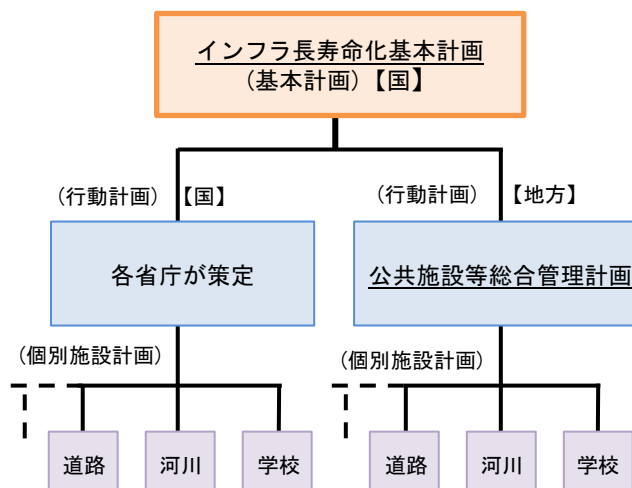 インフラ長寿命化基本計画
(基本計画)【国】
(行動計画)【国】
(行動計画)【地方】
各省庁が策定
公共施設等総合管理計画
(個別施設計画)
(個別施設計画)
道路
河川
学校
道路
河川
学校